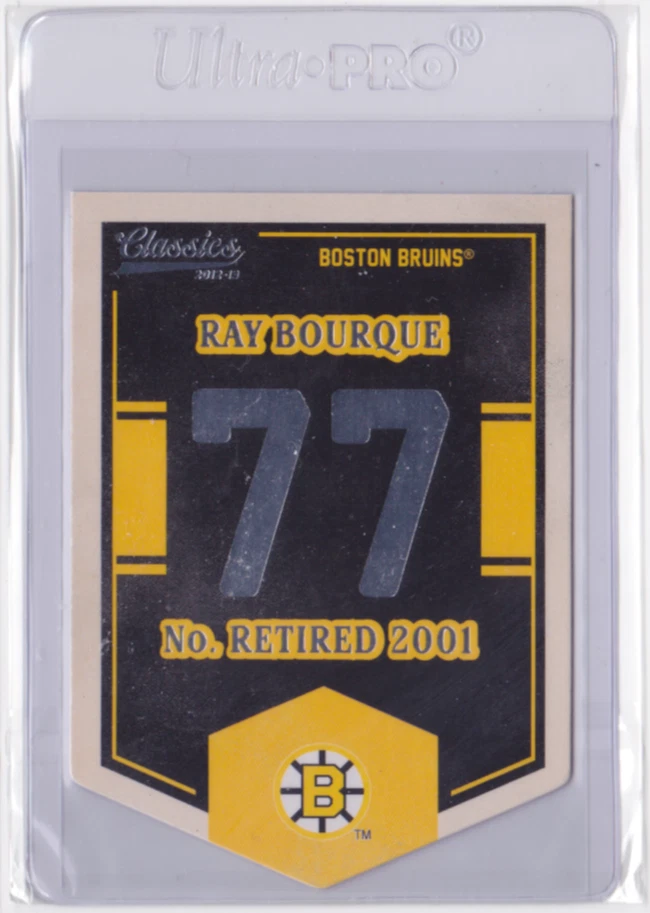 Ultra•PRO®
Classics
2012-13
BOSTON BRUINS®
RAY BOURQUE
77
No. RETIRED 2001
B
TM